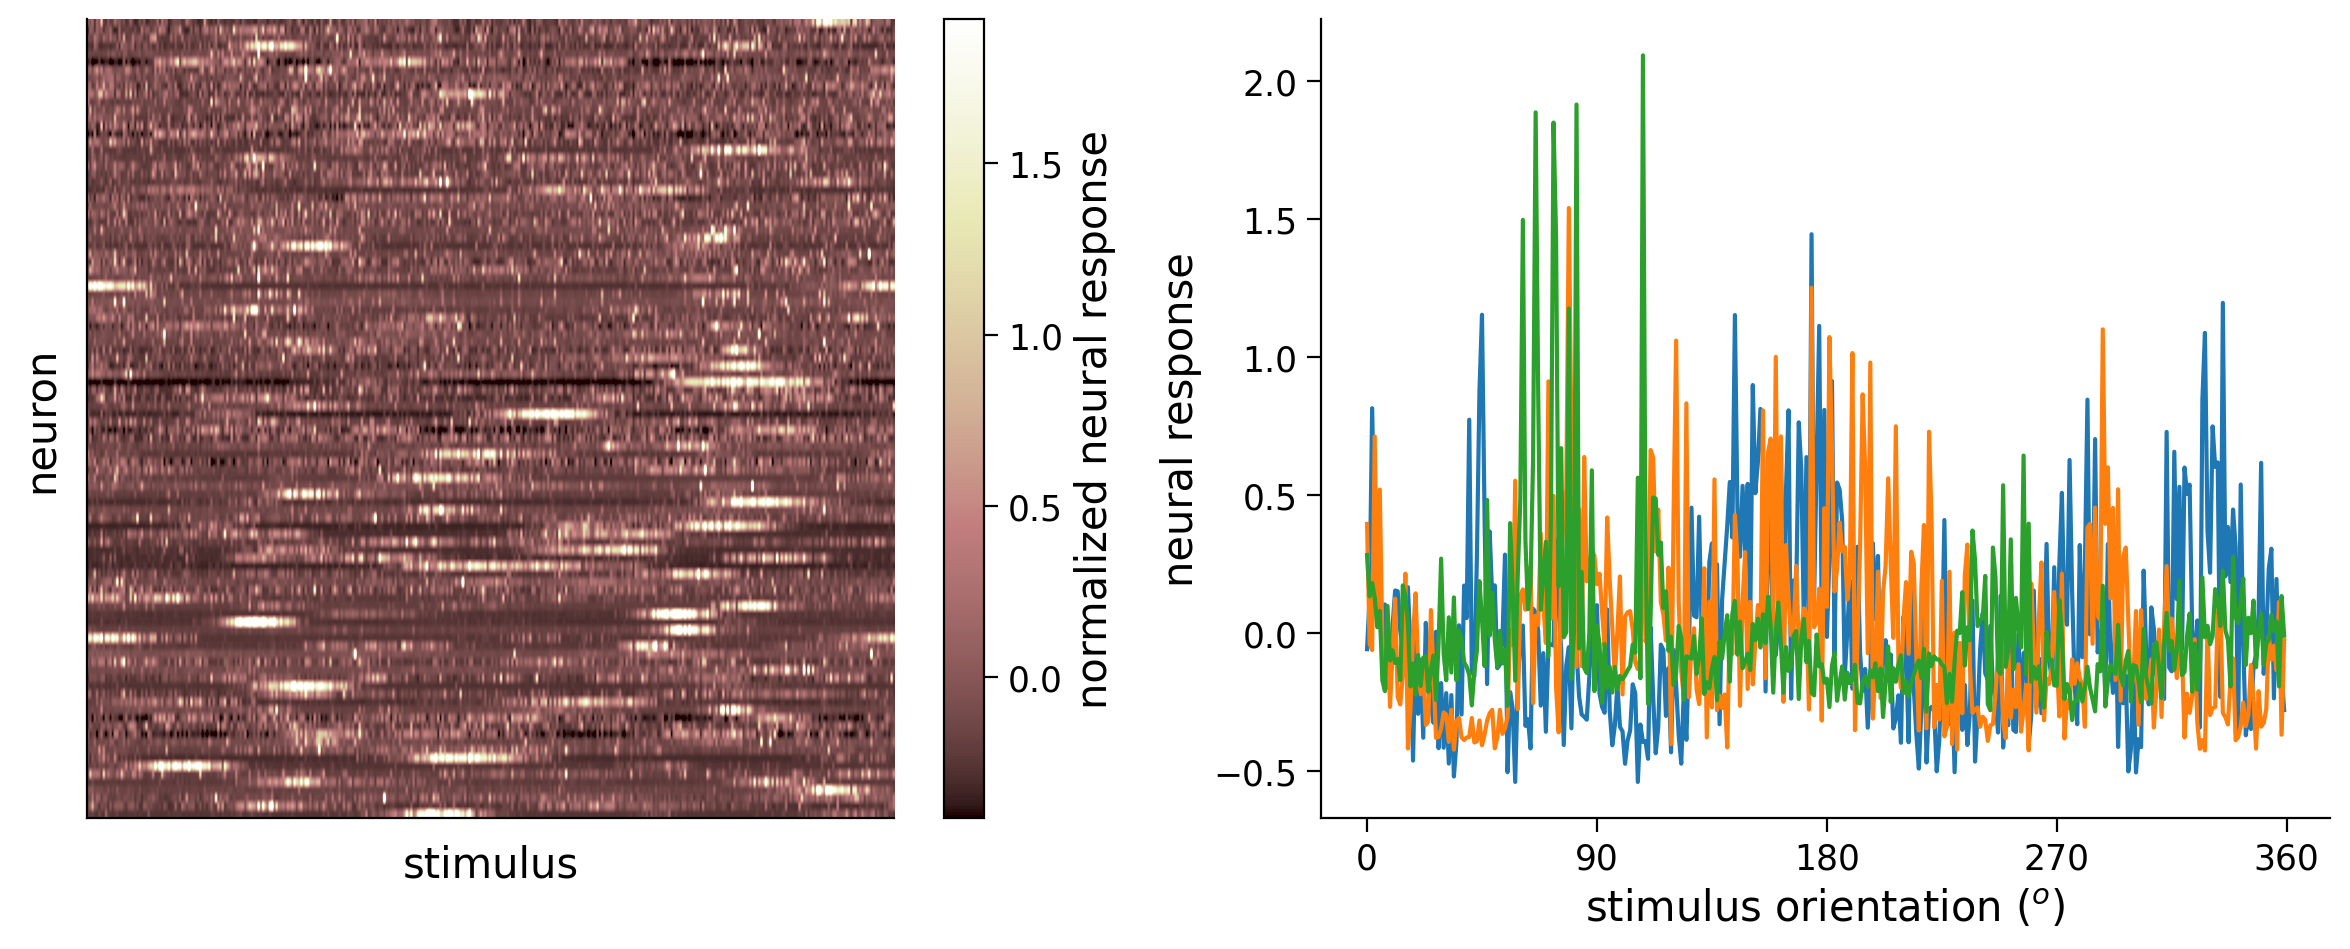 neuron
stimulus
1.5
1.0
0.5
0.0
normalized neural response
neural response
2.0
1.5
1.0
0.5
0.0
−0.5
0 90 180 270 360
stimulus orientation (º)